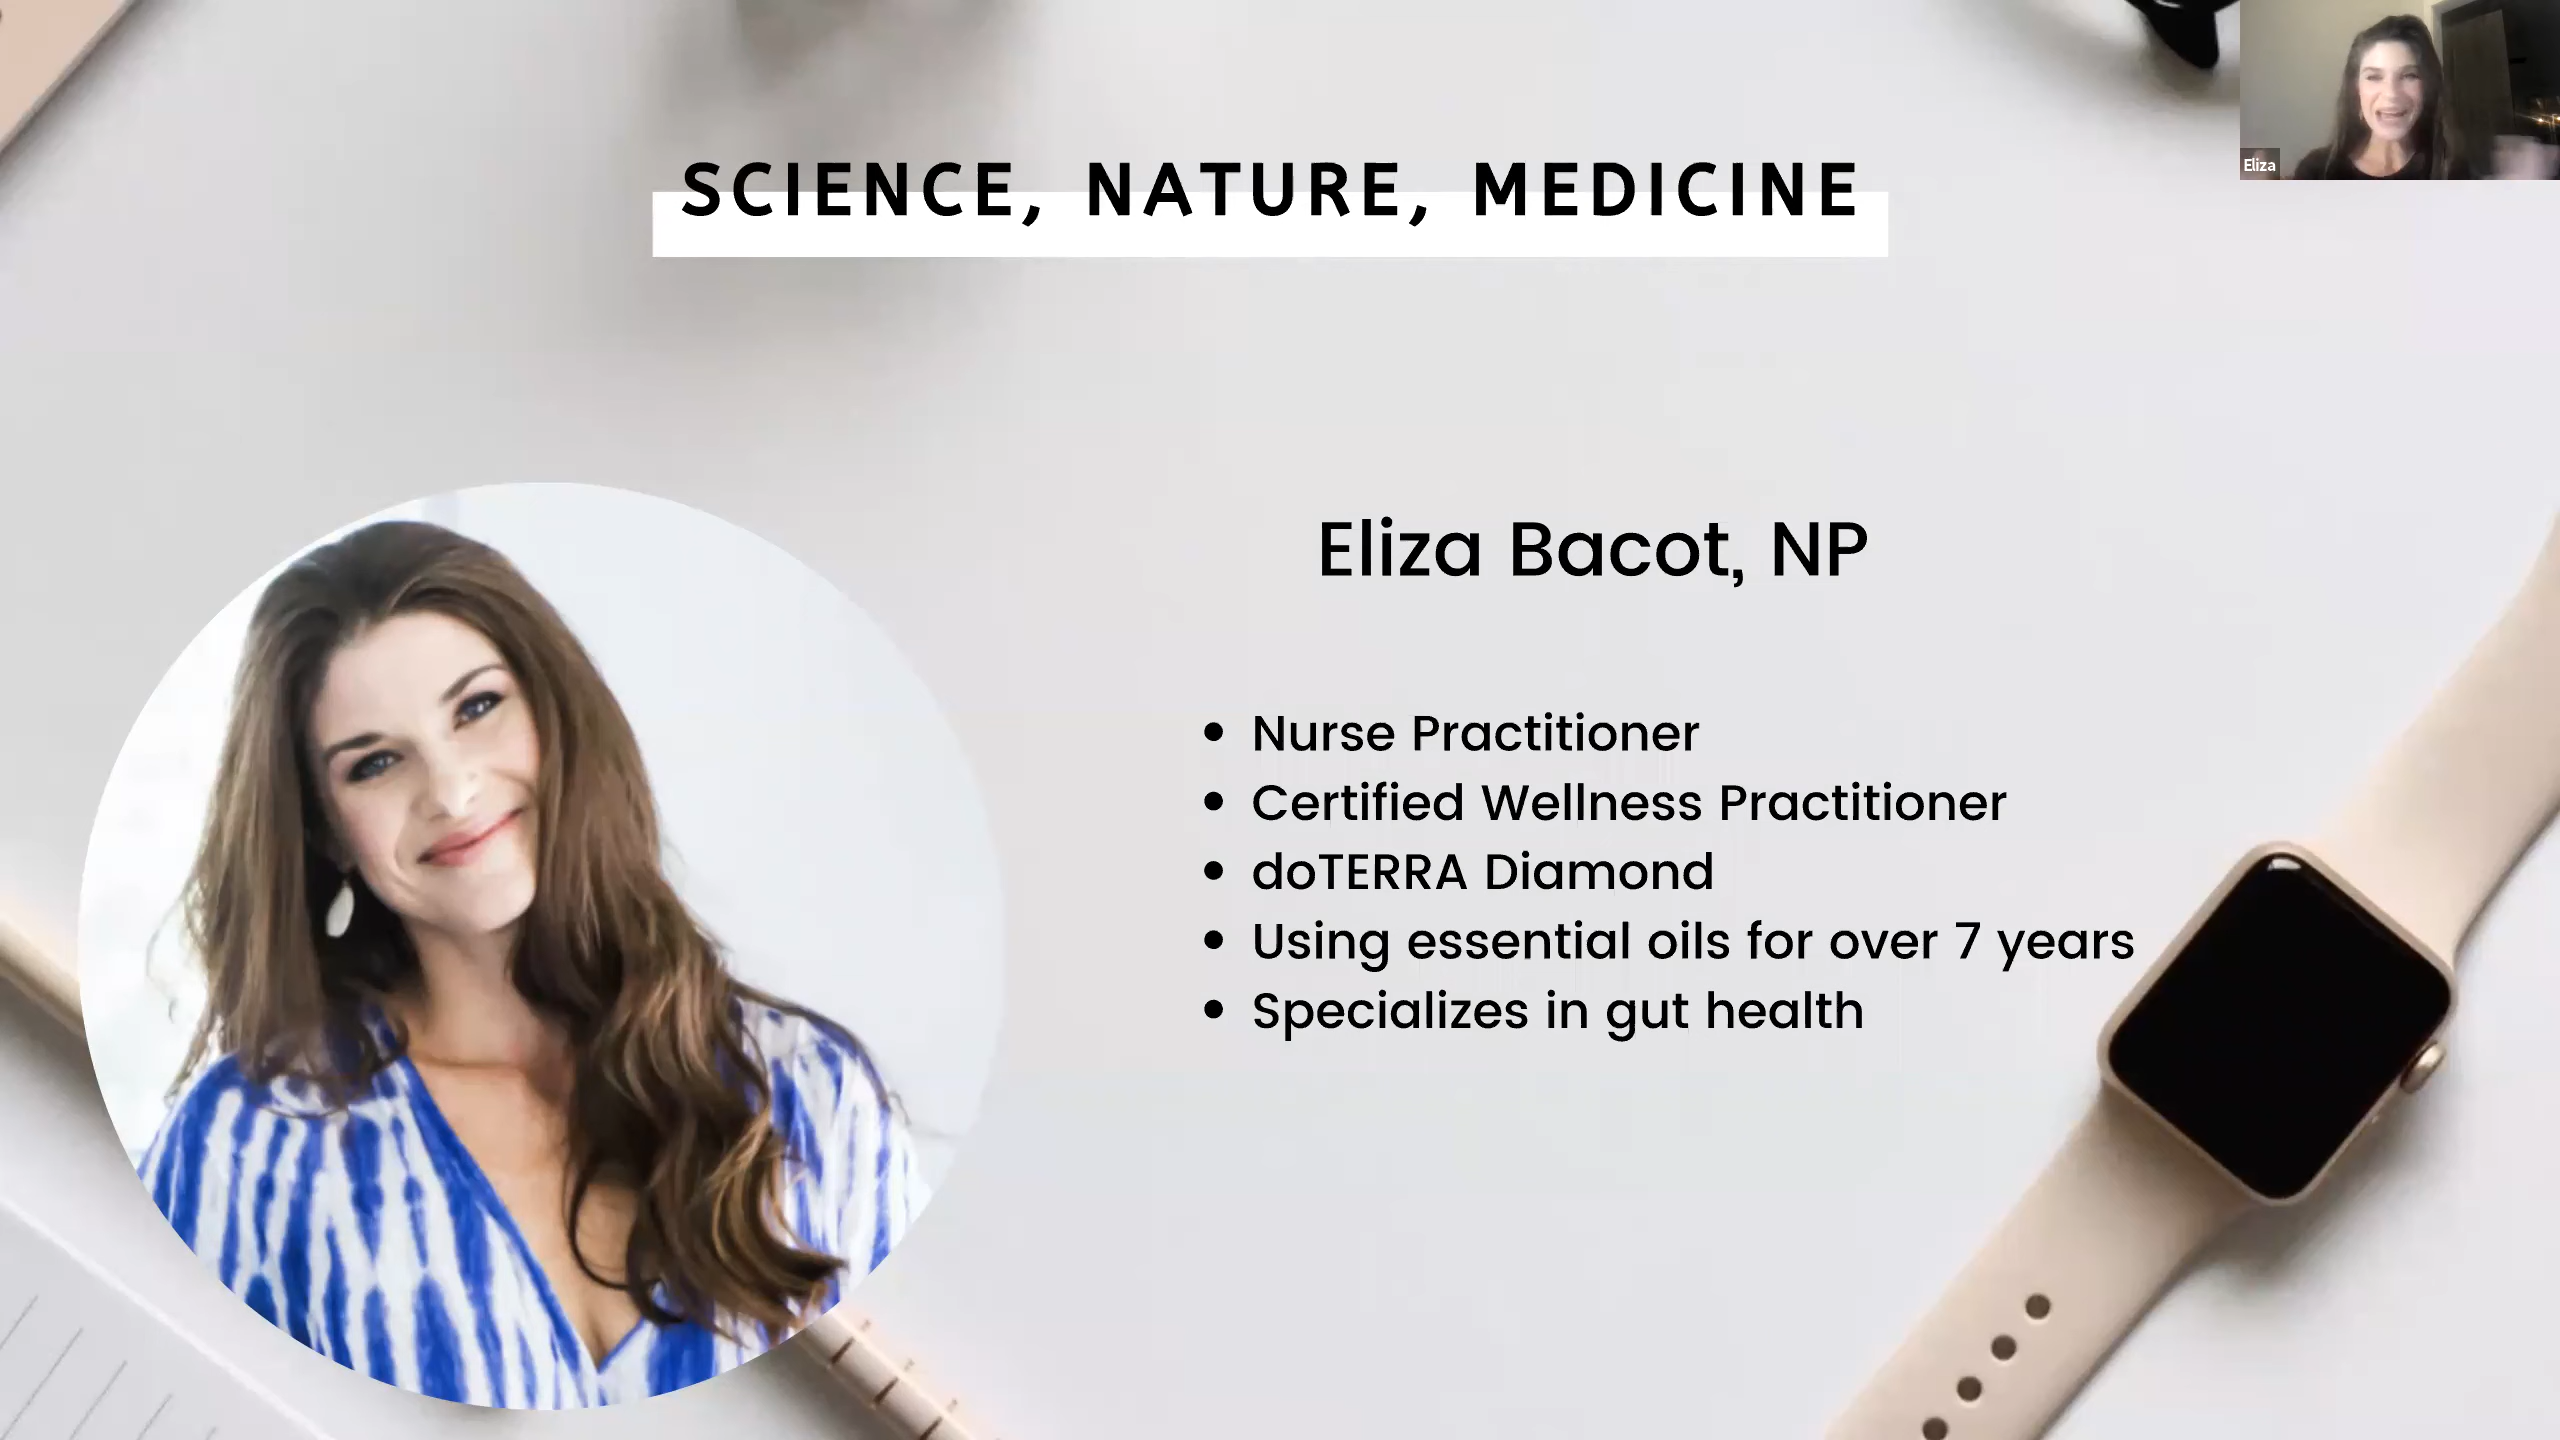 SCIENCE, NATURE, MEDICINE
Eliza
Eliza Bacot, NP
• Nurse Practitioner
• Certified Wellness Practitioner
• doTERRA Diamond
• Using essential oils for over 7 years
• Specializes in gut health